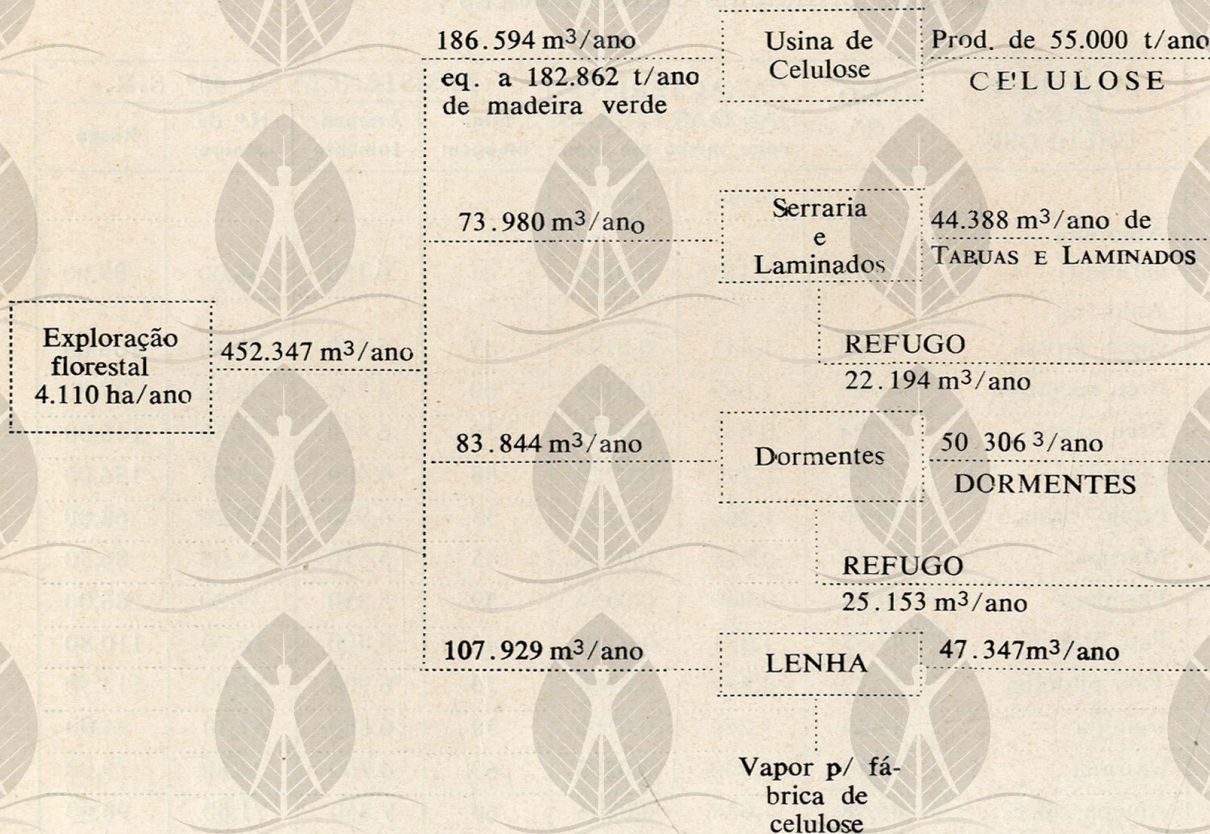 186.594 m³/ano
eq. a 182.862 t/ano
de madeira verde
Usina de
Celulose
Prod. de 55.000 t/ano
CELULOSE
73.980 m³/ano
Serraria
e
Laminados
44.388 m³/ano de
TABUAS E LAMINADOS
REFUGO
22.194 m³/ano
Exploração
florestal
4.110 ha/ano
452.347 m³/ano
83.844 m³/ano
Dormentes
50 306 ³/ano
DORMENTES
REFUGO
25.153 m³/ano
107.929 m³/ano
LENHA
47.347m³/ano
Vapor p/ fá-
brica de
celulose